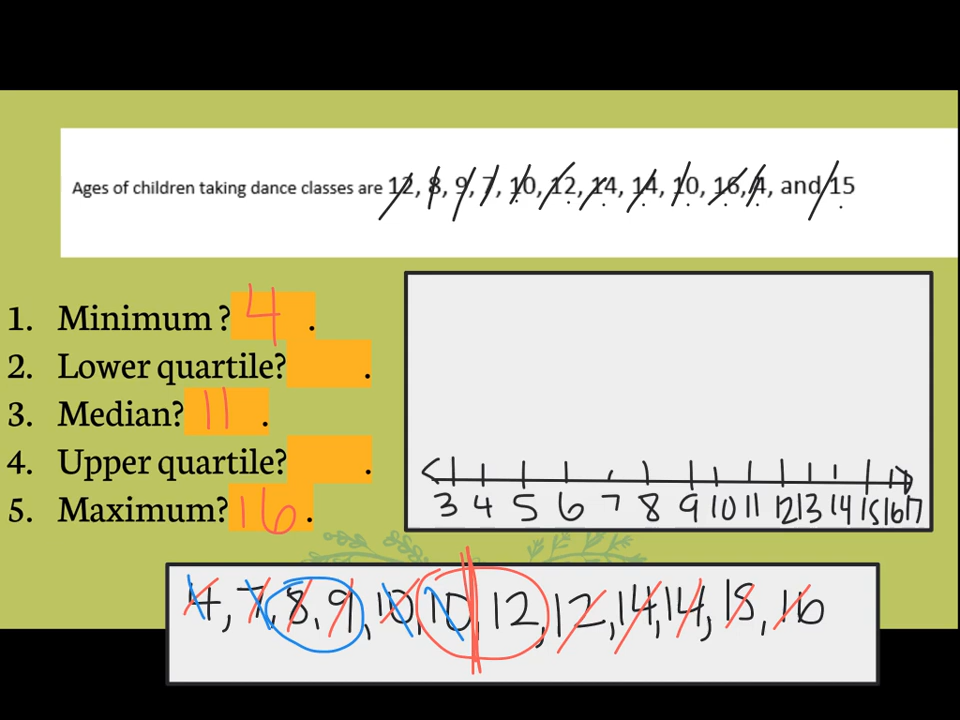 Ages of children taking dance classes are 12, 8, 9, 7, 10, 12, 14, 14, 10, 16, 4, and 15
1. Minimum ? 4 .
2. Lower quartile? .
3. Median? 11 .
4. Upper quartile? .
5. Maximum? 16 .
3 4 5 6 7 8 9 10 11 12 13 14 15 16 17
4, 7, 8, 9, 10, 10, 12, 12, 14, 14, 15, 16